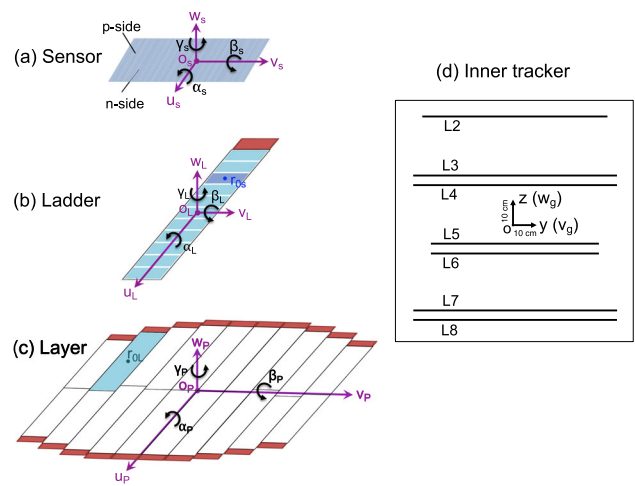 (a) Sensor
p-side
n-side
w_s
γ_s
β_s
o_s
v_s
α_s
u_s
(b) Ladder
w_L
r_0s
γ_L
β_L
o_L
v_L
α_L
u_L
(c) Layer
r_0L
w_P
γ_P
β_P
o_P
v_P
α_P
u_P
(d) Inner tracker
L2
L3
L4
z (w_g)
10 cm
o
10 cm
y (v_g)
L5
L6
L7
L8